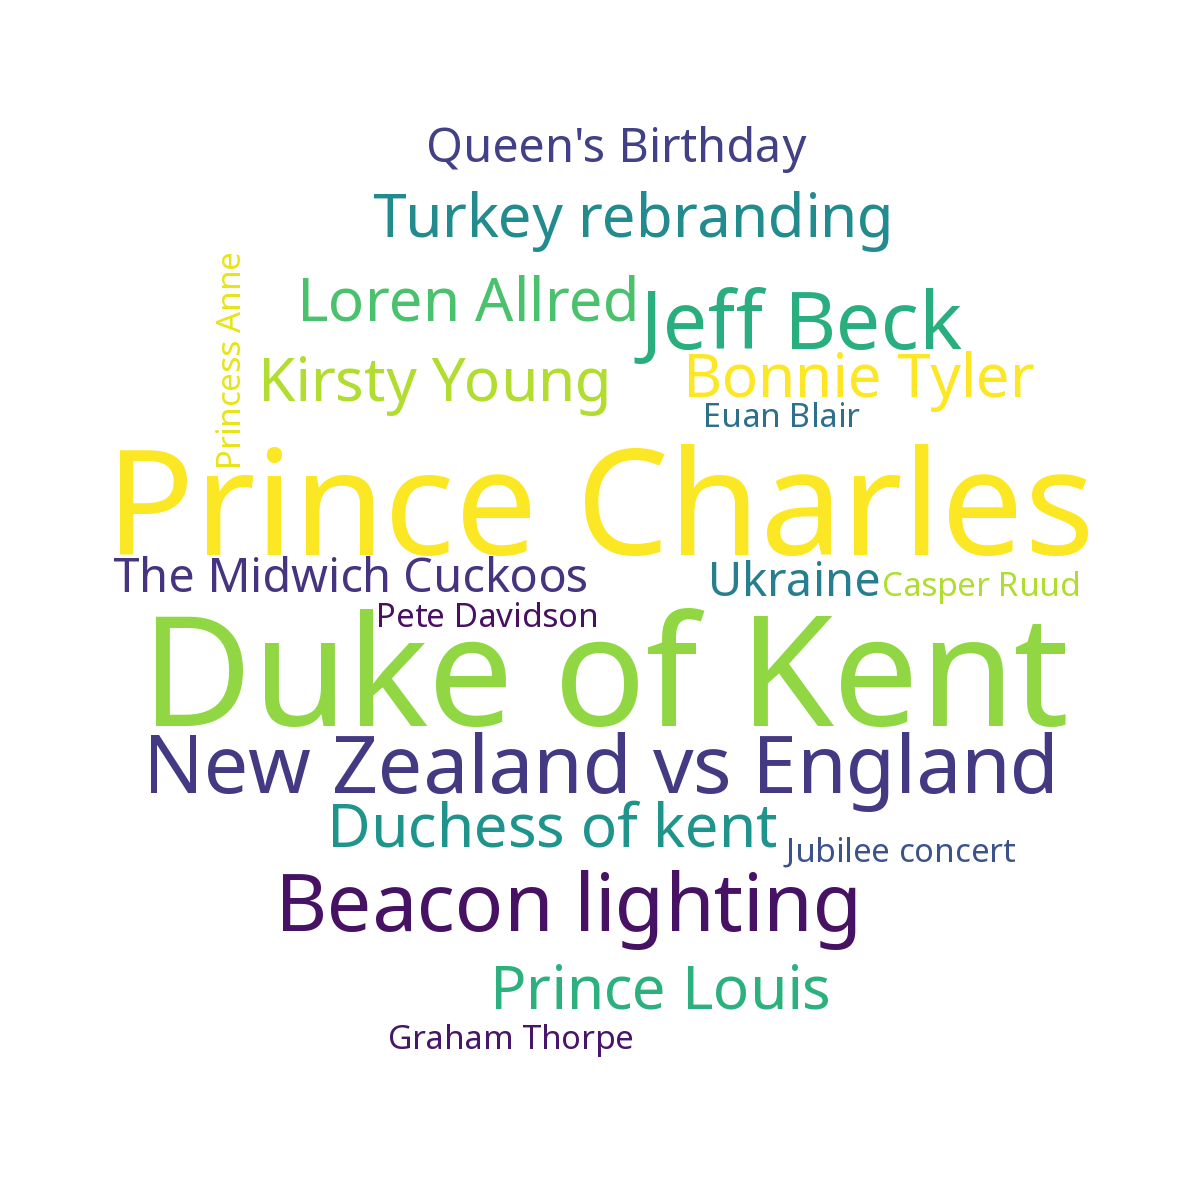 Queen's Birthday
Turkey rebranding
Princess Anne
Loren Allred
Jeff Beck
Kirsty Young
Bonnie Tyler
Euan Blair
Prince Charles
The Midwich Cuckoos
Ukraine
Casper Ruud
Pete Davidson
Duke of Kent
New Zealand vs England
Duchess of kent
Jubilee concert
Beacon lighting
Prince Louis
Graham Thorpe